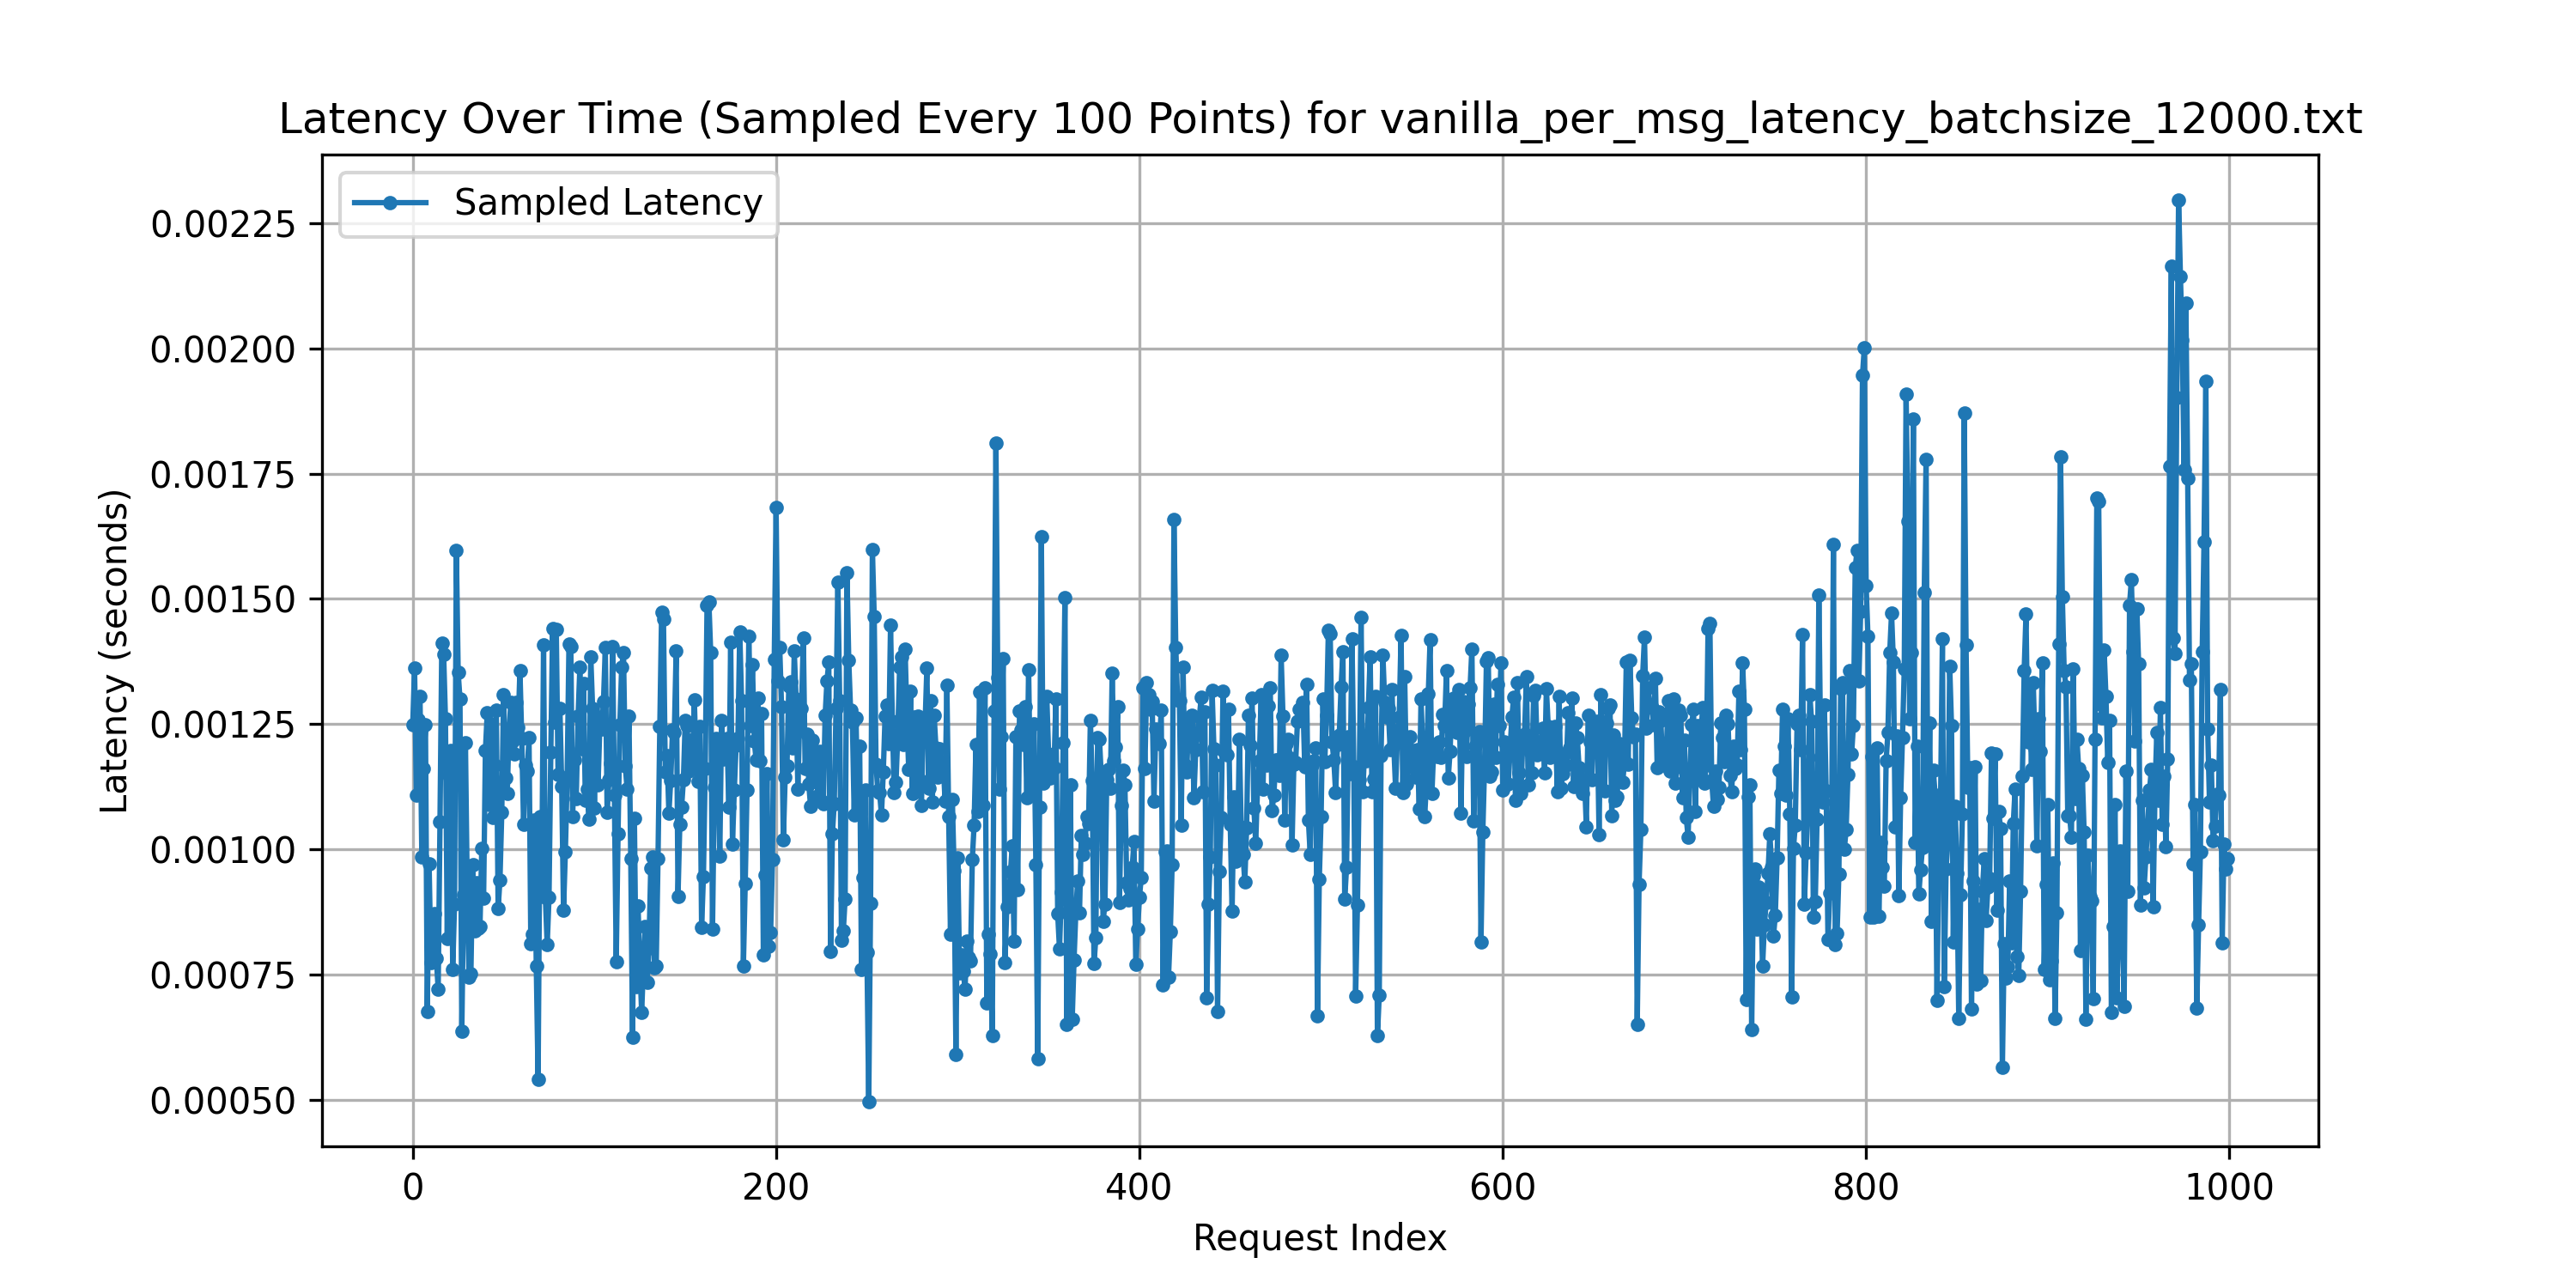 Latency Over Time (Sampled Every 100 Points) for vanilla_per_msg_latency_batchsize_12000.txt
Sampled Latency
0.00225
0.00200
0.00175
0.00150
0.00125
0.00100
0.00075
0.00050
Latency (seconds)
0 200 400 600 800 1000
Request Index